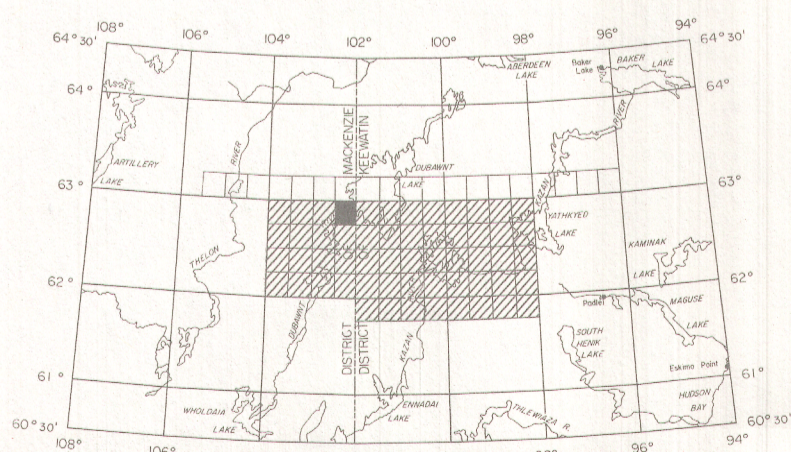 108°
106°
104°
102°
100°
98°
96°
94°
64° 30'
64° 30'
ABERDEEN
LAKE
Baker
Lake
BAKER
LAKE
64°
64°
RIVER
MACKENZIE
KEEWATIN
RIVER
ARTILLERY
LAKE
DUBAWNT
LAKE
63°
63°
KAZAN
YATHKYED
LAKE
KAMINAK
LAKE
THELON
62°
62°
DUBAWNT
Padlei
MAGUSE
LAKE
DISTRICT
DISTRICT
KAZAN
SOUTH
HENIK
LAKE
Eskimo Point
61°
61°
WHOLDAIA
LAKE
ENNADAI
LAKE
THLEWIAZA R.
HUDSON
BAY
60° 30'
60° 30'
108°
106°
96°
94°